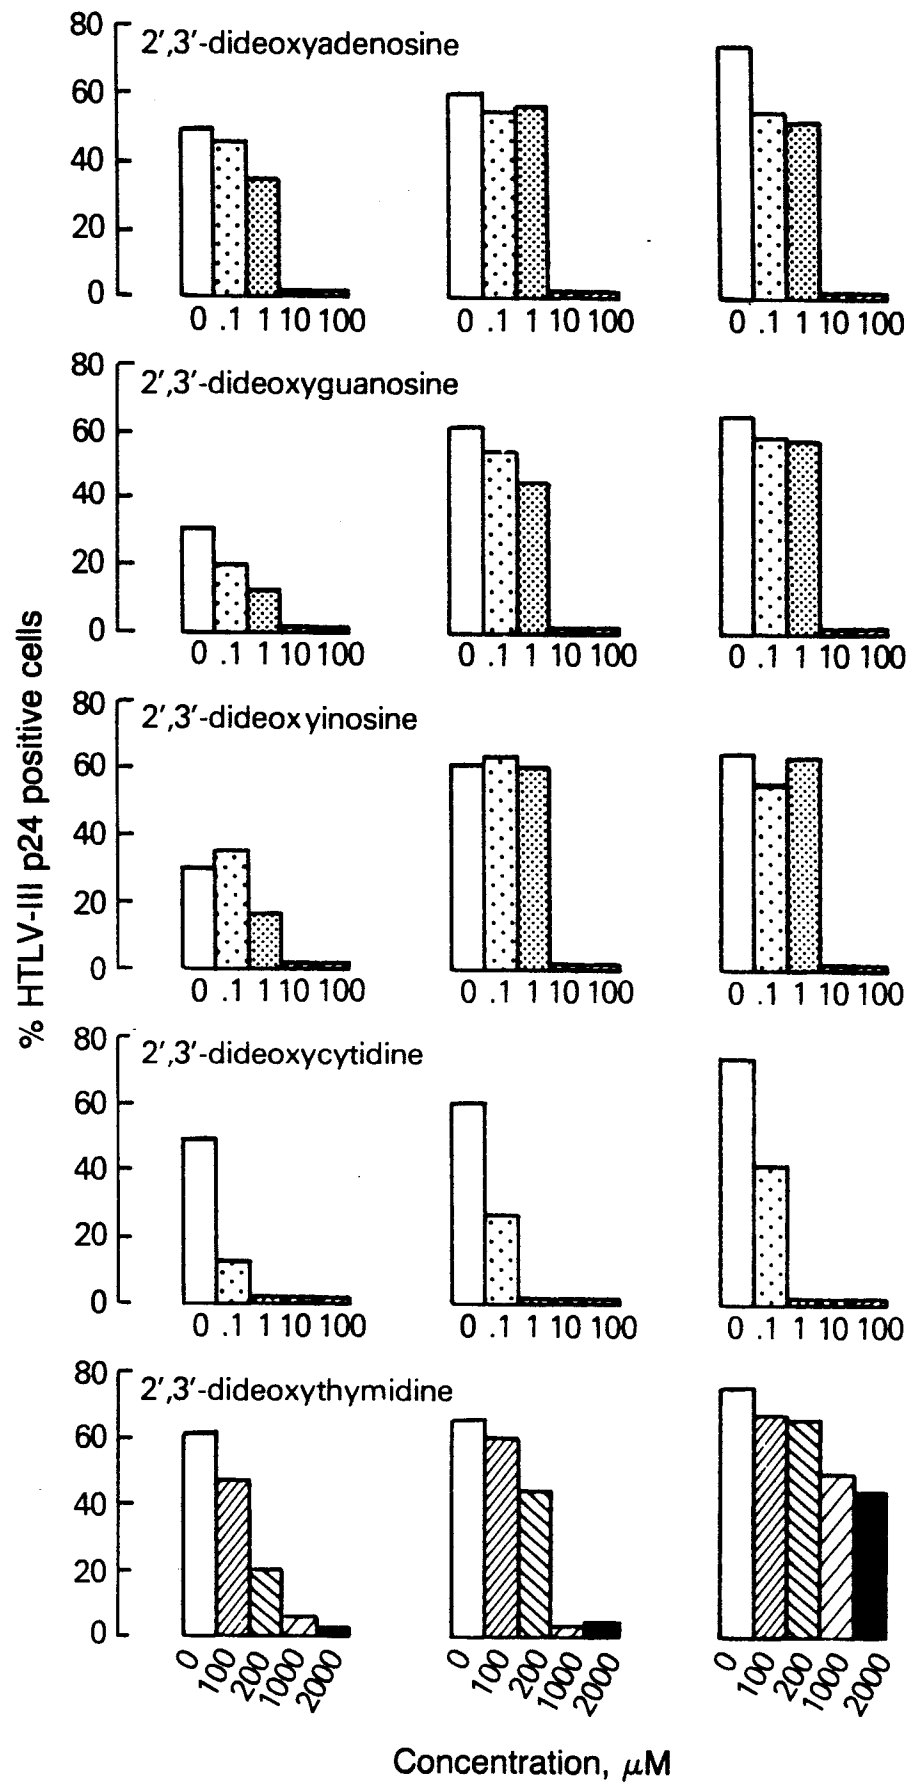 % HTLV-III p24 positive cells
80
2',3'-dideoxyadenosine
60
40
20
0
0 .1 1 10 100 0 .1 1 10 100 0 .1 1 10 100
80
2',3'-dideoxyguanosine
60
40
20
0
0 .1 1 10 100 0 .1 1 10 100 0 .1 1 10 100
80
2',3'-dideoxyinosine
60
40
20
0
0 .1 1 10 100 0 .1 1 10 100 0 .1 1 10 100
80
2',3'-dideoxycytidine
60
40
20
0
0 .1 1 10 100 0 .1 1 10 100 0 .1 1 10 100
80
2',3'-dideoxythymidine
60
40
20
0
0 100 200 1000 2000 0 100 200 1000 2000 0 100 200 1000 2000
Concentration, μM